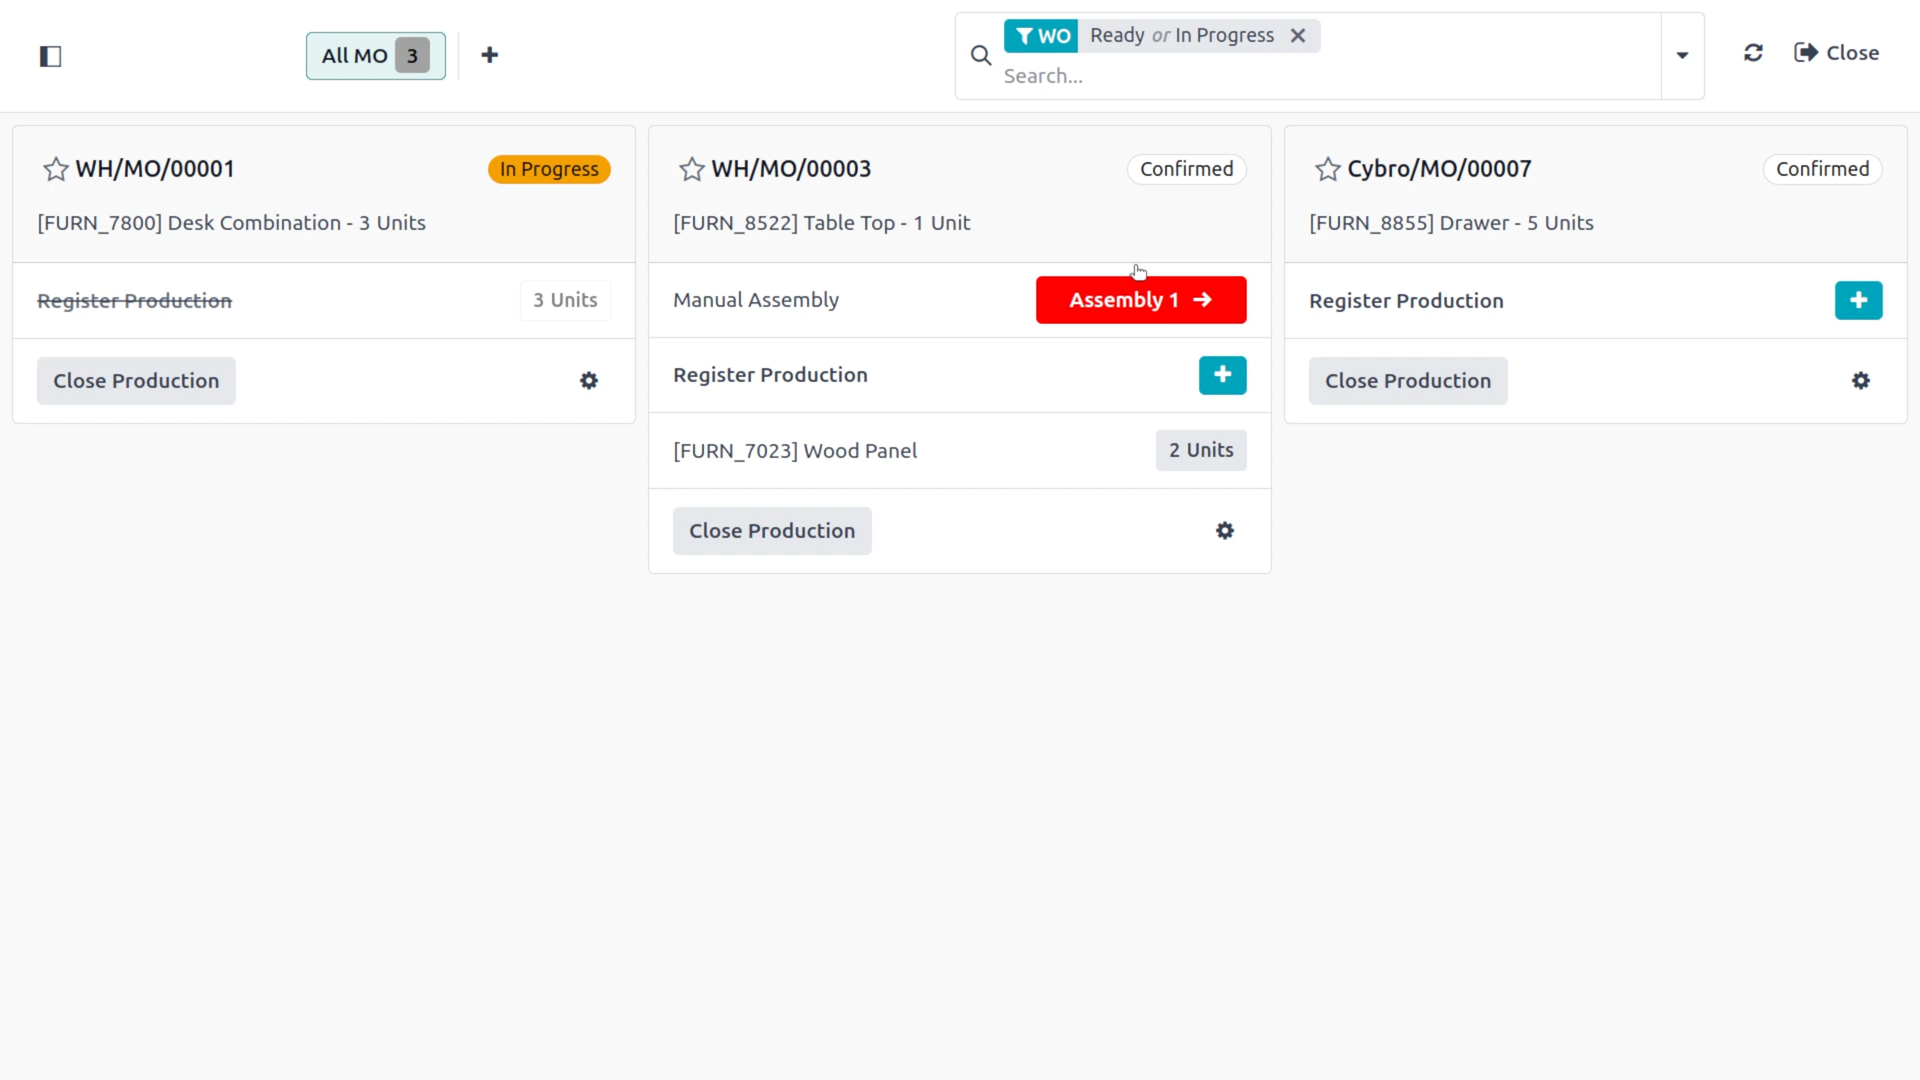 All MO 3
WO Ready or In Progress
Search...
Close
WH/MO/00001 In Progress
[FURN_7800] Desk Combination - 3 Units
Register Production 3 Units
Close Production
WH/MO/00003 Confirmed
[FURN_8522] Table Top - 1 Unit
Manual Assembly Assembly 1
Register Production
[FURN_7023] Wood Panel 2 Units
Close Production
Cybro/MO/00007 Confirmed
[FURN_8855] Drawer - 5 Units
Register Production
Close Production